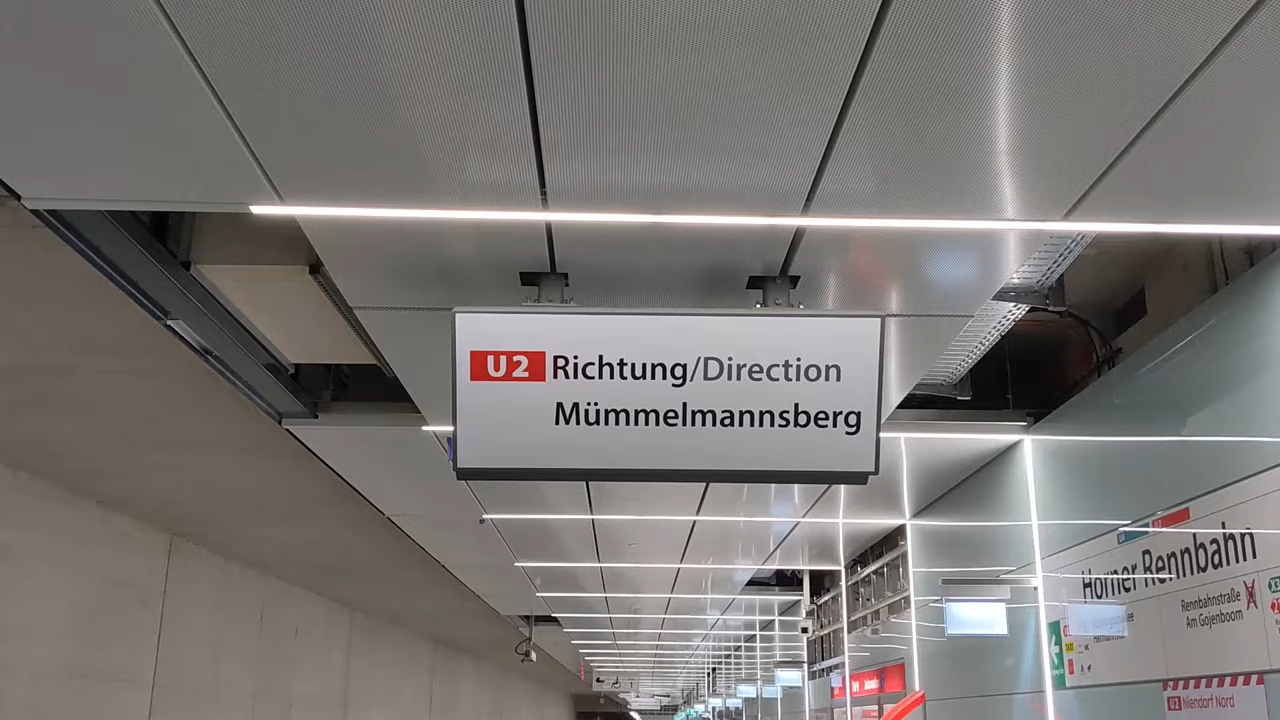 U2 Richtung/Direction
Mümmelmannsberg
Horner Rennbahn
Rennbahnstraße
Am Gojenboom
U2 Niendorf Nord